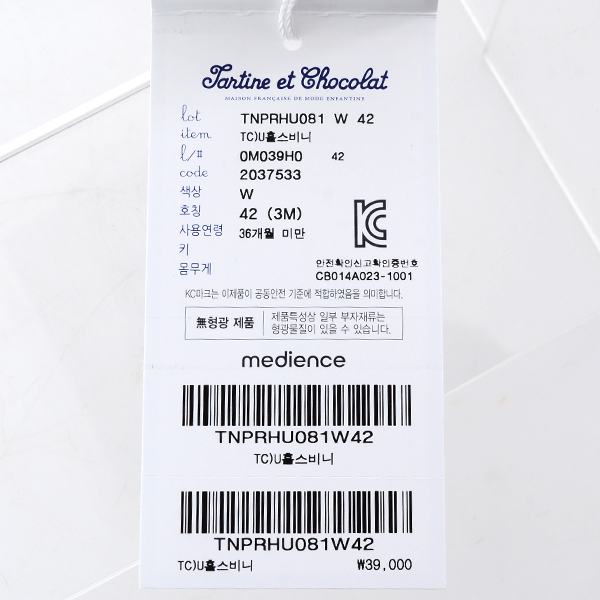 Tartine et Chocolat
MAISON FRANÇAISE DE MODE ENFANTINE
lot TNPRHU081 W 42
item TC)U홀스비니
l/# 0M039H0 42
code 2037533
색상 W
호칭 42 (3M)
사용연령 36개월 미만
키
몸무게
안전확인신고확인증번호
CB014A023-1001
KC마크는 이제품이 공동안전 기준에 적합하였음을 의미합니다.
無형광 제품 제품특성상 일부 부자재류는
형광물질이 있을 수 있습니다.
medience
TNPRHU081W42
TC)U홀스비니
TNPRHU081W42
TC)U홀스비니 ₩39,000